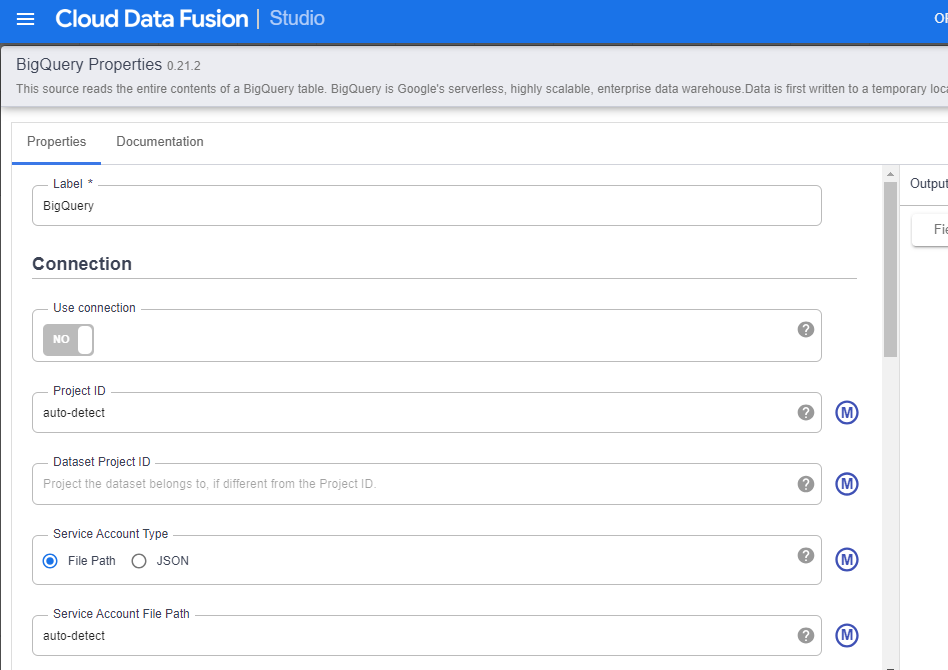 Cloud Data Fusion | Studio
BigQuery Properties 0.21.2
This source reads the entire contents of a BigQuery table. BigQuery is Google's serverless, highly scalable, enterprise data warehouse.Data is first written to a temporary
Properties Documentation
Output
Label *
BigQuery
Connection
Use connection
NO
?
Project ID
auto-detect
? M
Dataset Project ID
Project the dataset belongs to, if different from the Project ID.
? M
Service Account Type
File Path JSON
? M
Service Account File Path
auto-detect
? M